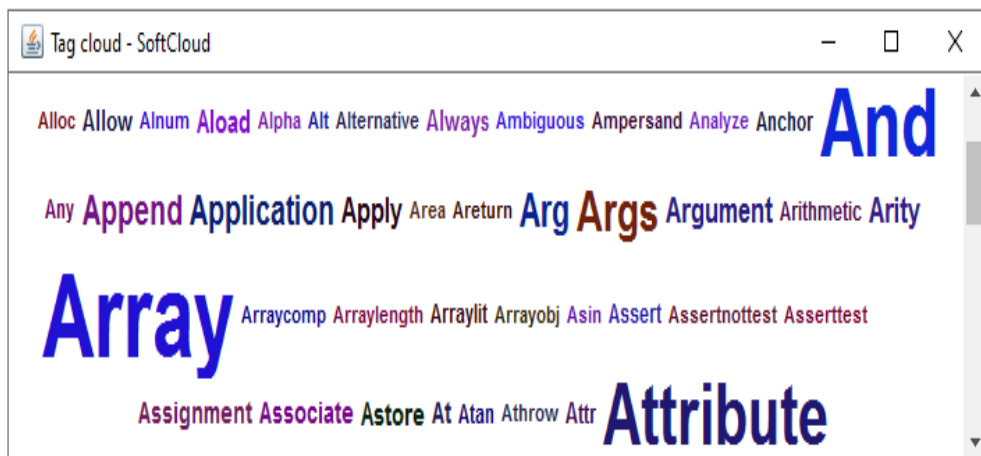 Tag cloud - SoftCloud
Alloc Allow Alnum Aload Alpha Alt Alternative Always Ambiguous Ampersand Analyze Anchor And
Any Append Application Apply Area Areturn Arg Args Argument Arithmetic Arity
Array Arraycomp Arraylength Arraylit Arrayobj Asin Assert Assertnottest Asserttest
Assignment Associate Astore At Atan Athrow Attr Attribute